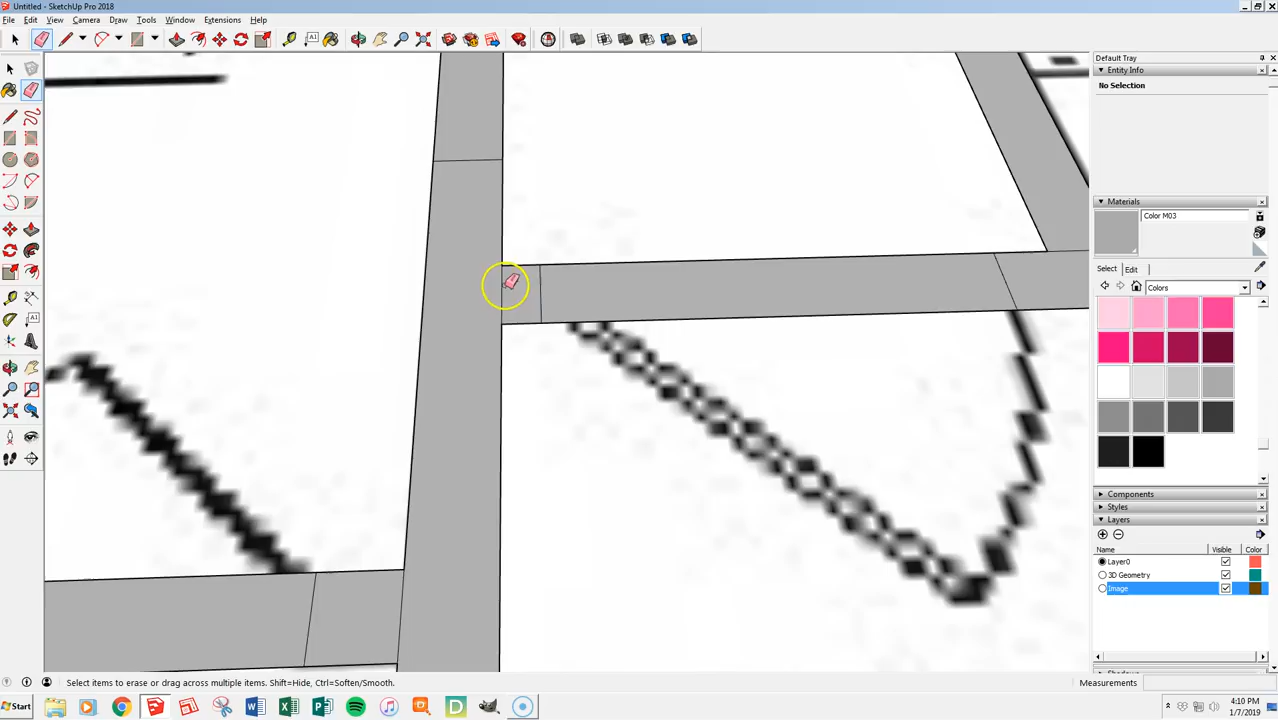 Untitled - SketchUp Pro 2018
File Edit View Camera Draw Tools Window Extensions Help
Default Tray
Entity Info
No Selection
Materials
Color M03
Select Edit
Colors
Components
Styles
Layers
Name Visible Color
Layer0
3D Geometry
Image
Select items to erase or drag across multiple items. Shift=Hide, Ctrl=Soften/Smooth.
Measurements
Start
4:10 PM
1/7/2019